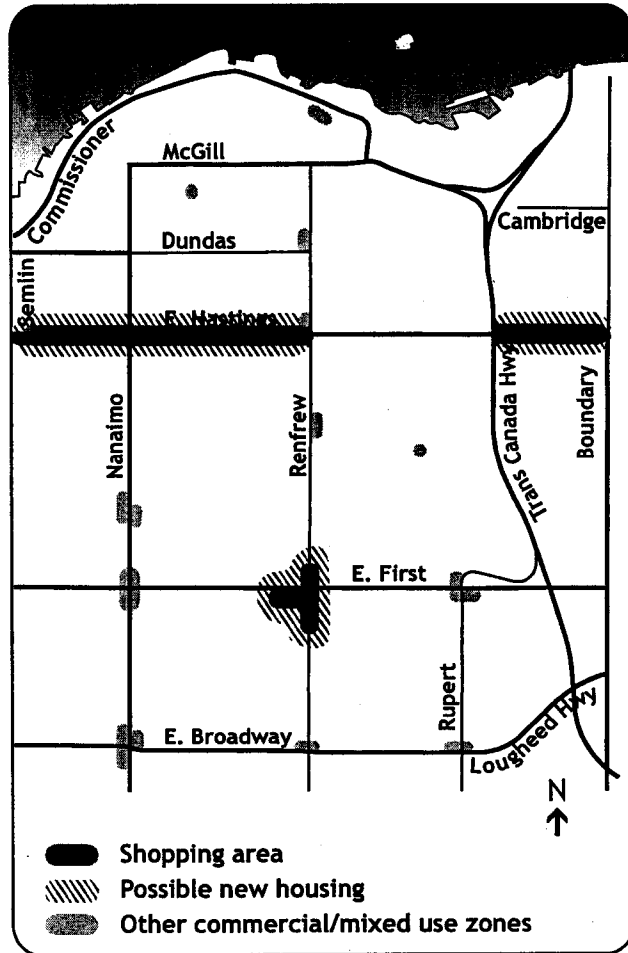 Commissioner
McGill
Cambridge
Dundas
Semlin
E. Hastings
Nanaimo
Renfrew
Trans Canada Hwy
Boundary
E. First
Rupert
E. Broadway
Lougheed Hwy
N
Shopping area
Possible new housing
Other commercial/mixed use zones